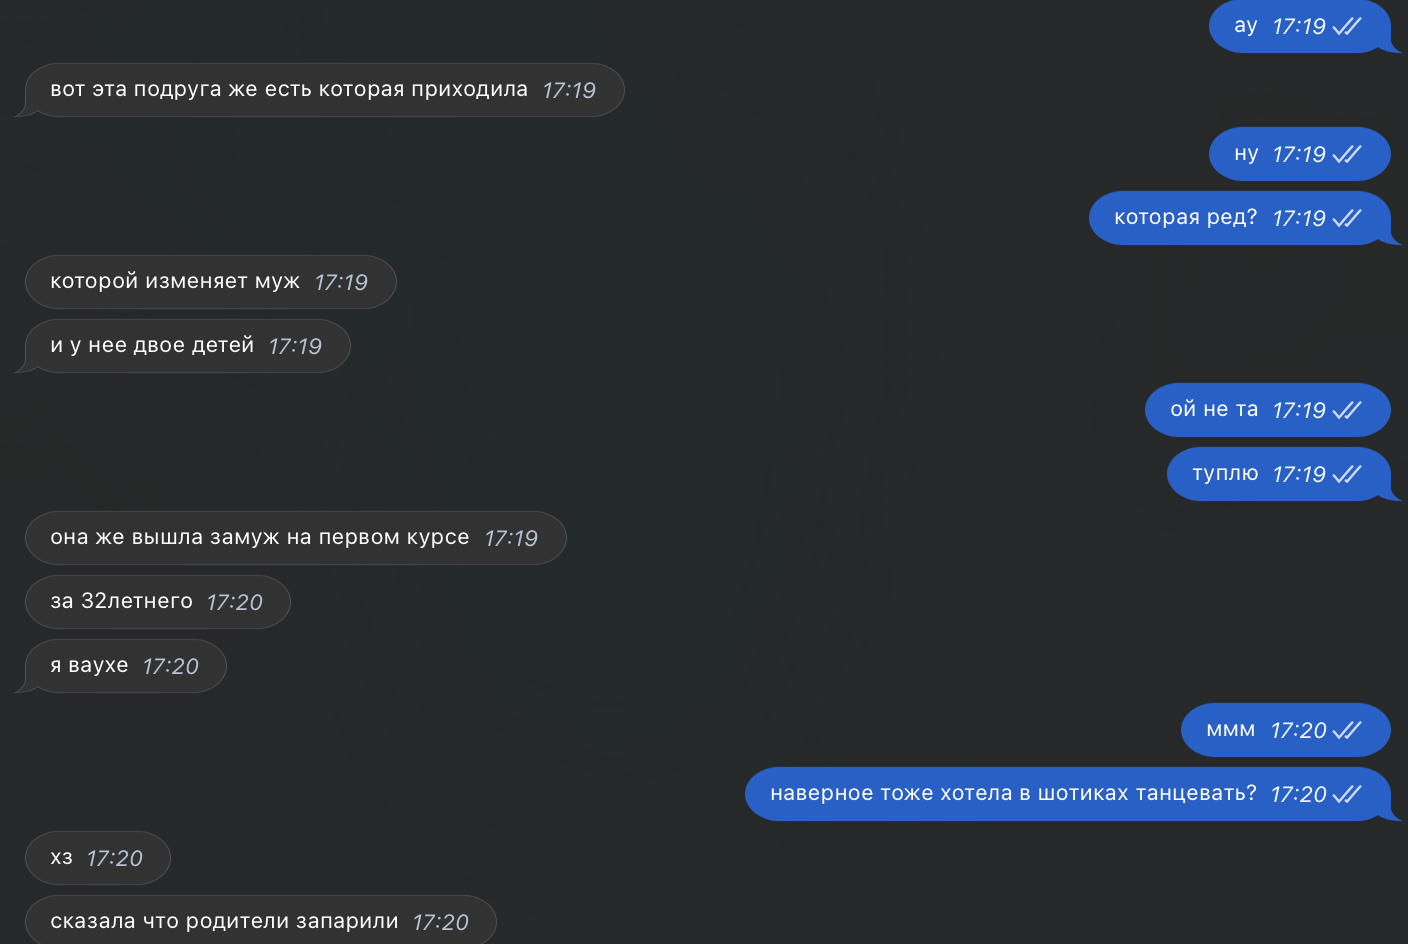 ау 17:19
вот эта подруга же есть которая приходила 17:19
ну 17:19
которая ред? 17:19
которой изменяет муж 17:19
и у нее двое детей 17:19
ой не та 17:19
туплю 17:19
она же вышла замуж на первом курсе 17:19
за 32летнего 17:20
я ваухе 17:20
ммм 17:20
наверное тоже хотела в шотиках танцевать? 17:20
хз 17:20
сказала что родители запарили 17:20